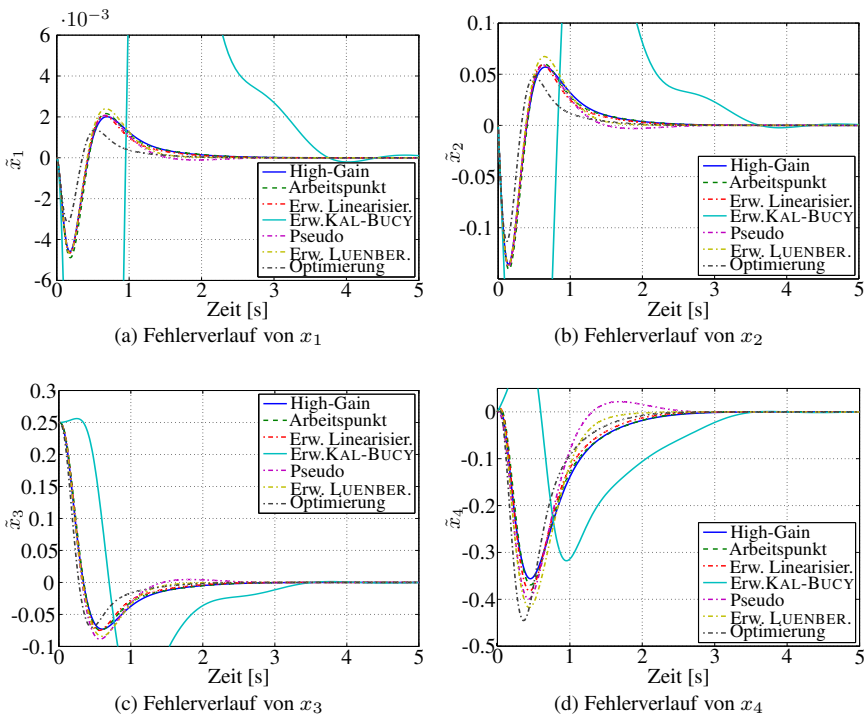 ·10−3
6
4
2
0
-2
-4
-6
x̃1
0 1 2 3 4 5
Zeit [s]
High-Gain
Arbeitspunkt
Erw. Linearisier.
Erw.KAL-BUCY
Pseudo
Erw. LUENBER.
Optimierung
(a) Fehlerverlauf von x1
0.1
0.05
0
-0.05
-0.1
x̃2
0 1 2 3 4 5
Zeit [s]
High-Gain
Arbeitspunkt
Erw. Linearisier.
Erw.KAL-BUCY
Pseudo
Erw. LUENBER.
Optimierung
(b) Fehlerverlauf von x2
0.3
0.25
0.2
0.15
0.1
0.05
0
-0.05
-0.1
x̃3
0 1 2 3 4 5
Zeit [s]
High-Gain
Arbeitspunkt
Erw. Linearisier.
Erw.KAL-BUCY
Pseudo
Erw. LUENBER.
Optimierung
(c) Fehlerverlauf von x3
0
-0.1
-0.2
-0.3
-0.4
-0.5
x̃4
0 1 2 3 4 5
Zeit [s]
High-Gain
Arbeitspunkt
Erw. Linearisier.
Erw.KAL-BUCY
Pseudo
Erw. LUENBER.
Optimierung
(d) Fehlerverlauf von x4